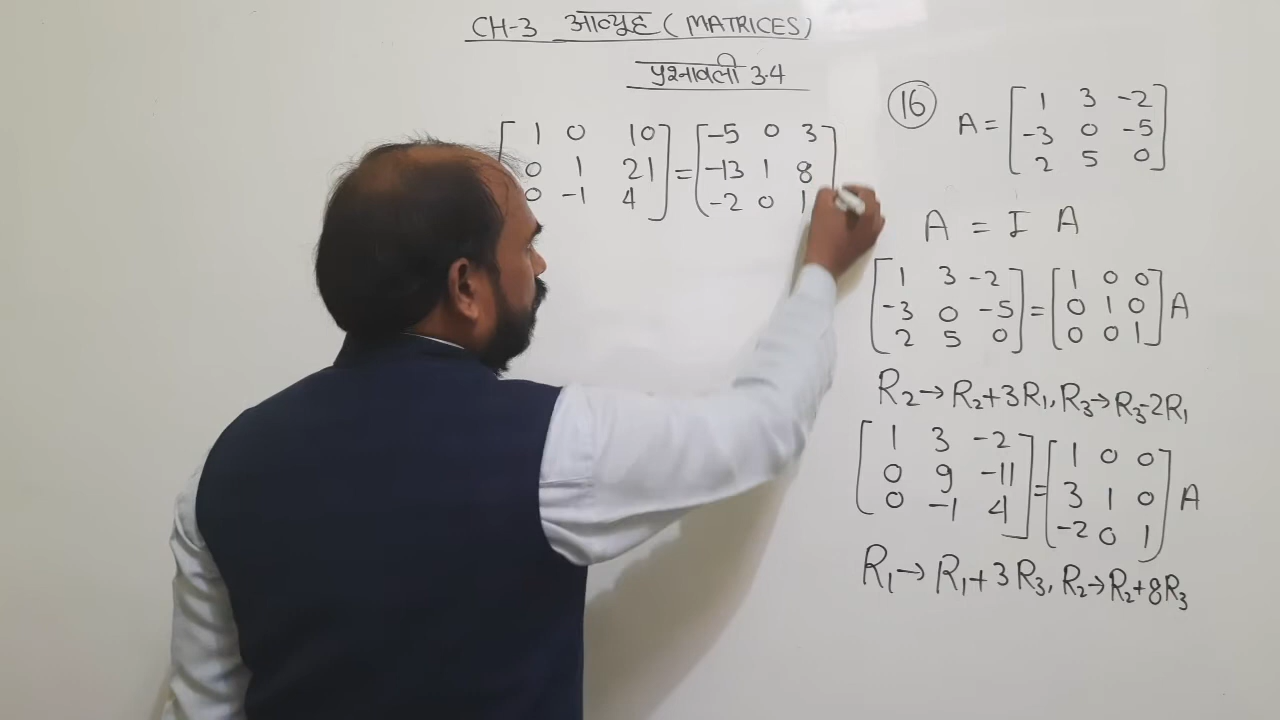 CH-3 आव्यूह (MATRICES)
प्रश्नावली 3.4
[1 0 10] = [-5 0 3]
[0 1 21] [-13 1 8]
[0 -1 4] [-2 0 1]
(16) A = [1 3 -2]
[-3 0 -5]
[2 5 0]
A = I A
[1 3 -2] = [1 0 0] A
[-3 0 -5] [0 1 0]
[2 5 0] [0 0 1]
R₂→R₂+3R₁, R₃→R₃-2R₁
[1 3 -2] = [1 0 0] A
[0 9 -11] [3 1 0]
[0 -1 4] [-2 0 1]
R₁→R₁+3R₃, R₂→R₂+8R₃